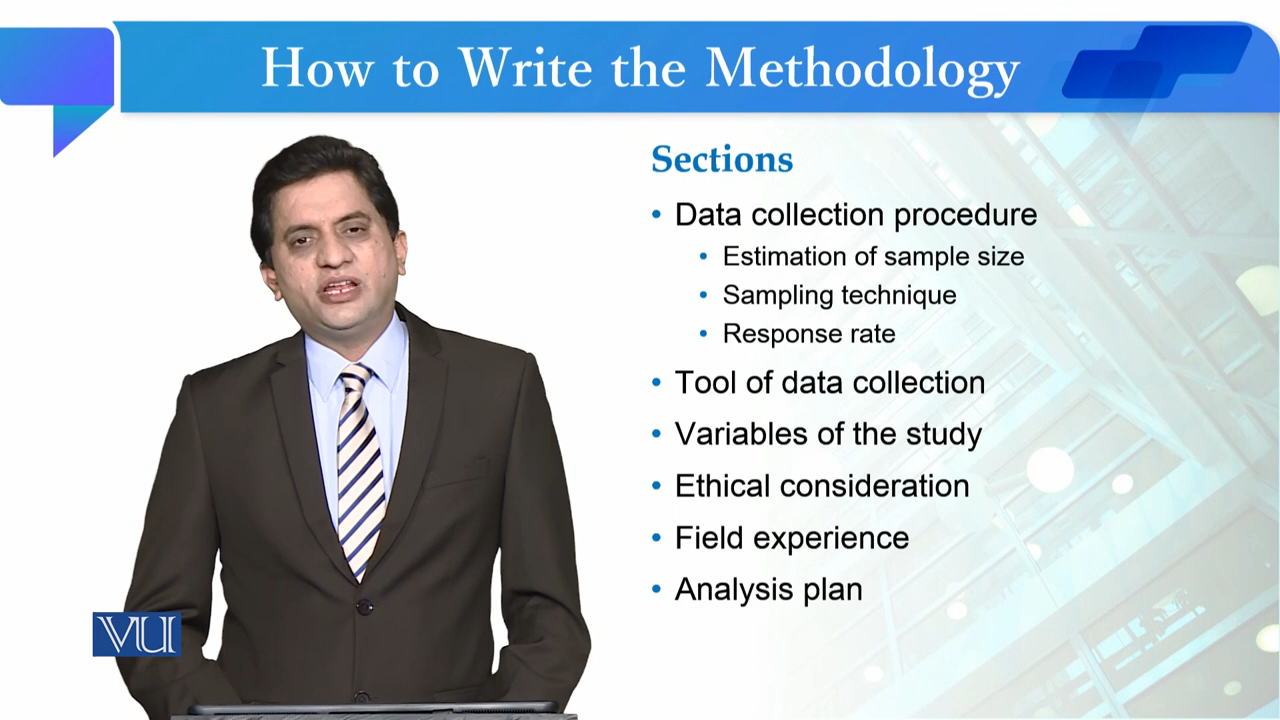 How to Write the Methodology
Sections
• Data collection procedure
• Estimation of sample size
• Sampling technique
• Response rate
• Tool of data collection
• Variables of the study
• Ethical consideration
• Field experience
• Analysis plan
VU